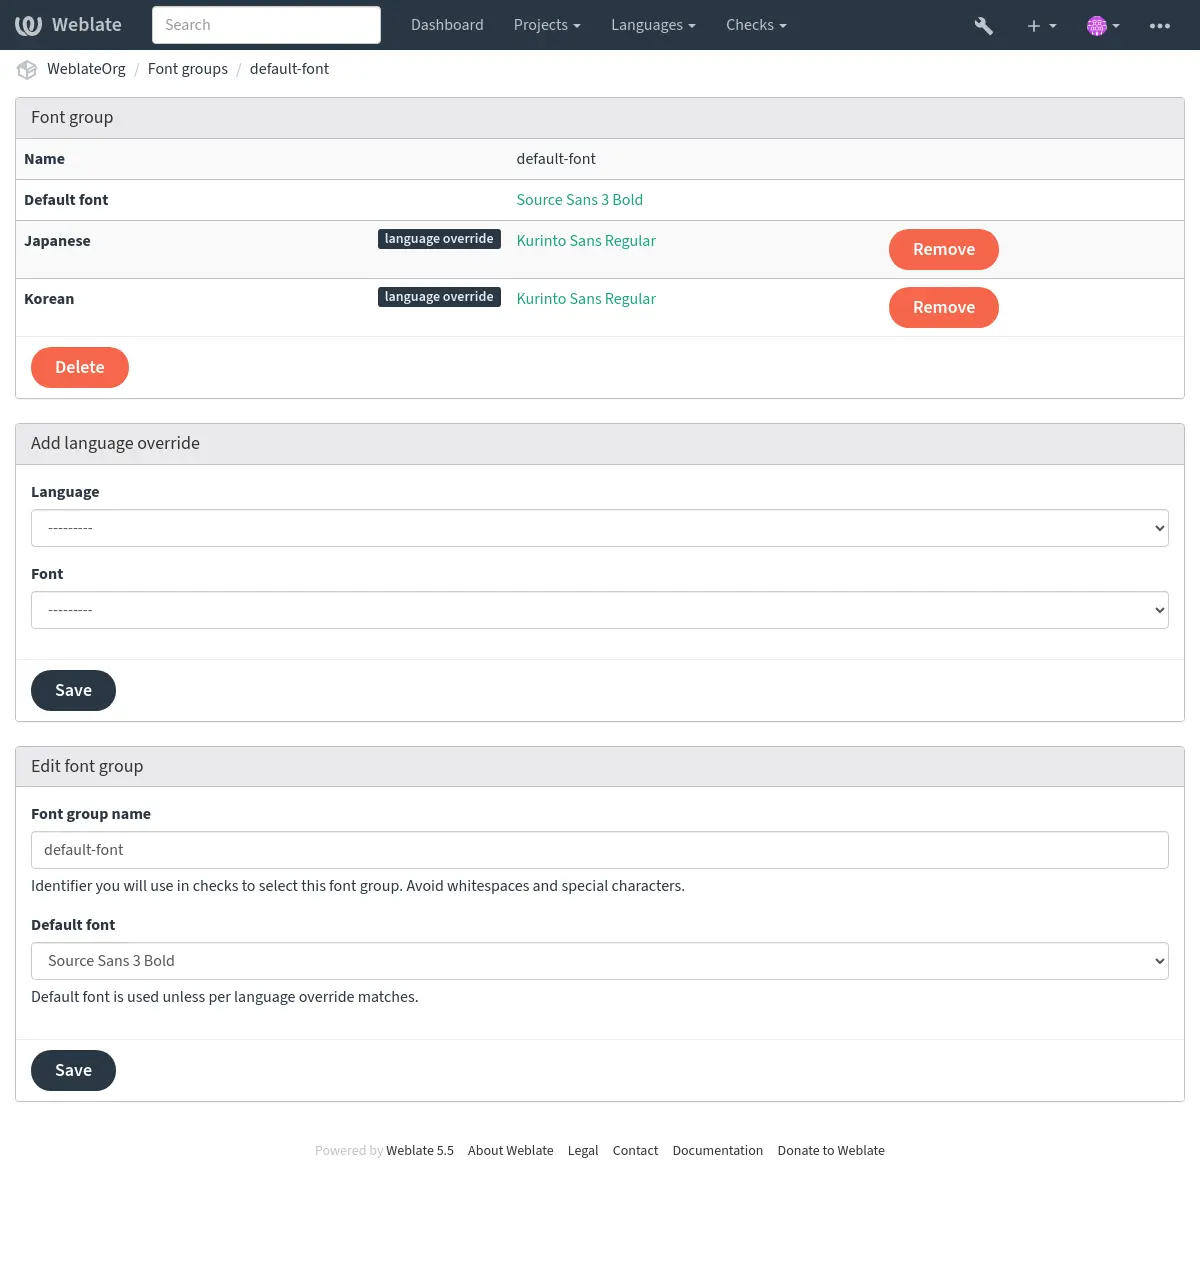 Weblate Search Dashboard Projects Languages Checks
WeblateOrg / Font groups / default-font
Font group
Name default-font
Default font Source Sans 3 Bold
Japanese language override Kurinto Sans Regular Remove
Korean language override Kurinto Sans Regular Remove
Delete
Add language override
Language
---------
Font
---------
Save
Edit font group
Font group name
default-font
Identifier you will use in checks to select this font group. Avoid whitespaces and special characters.
Default font
Source Sans 3 Bold
Default font is used unless per language override matches.
Save
Powered by Weblate 5.5 About Weblate Legal Contact Documentation Donate to Weblate